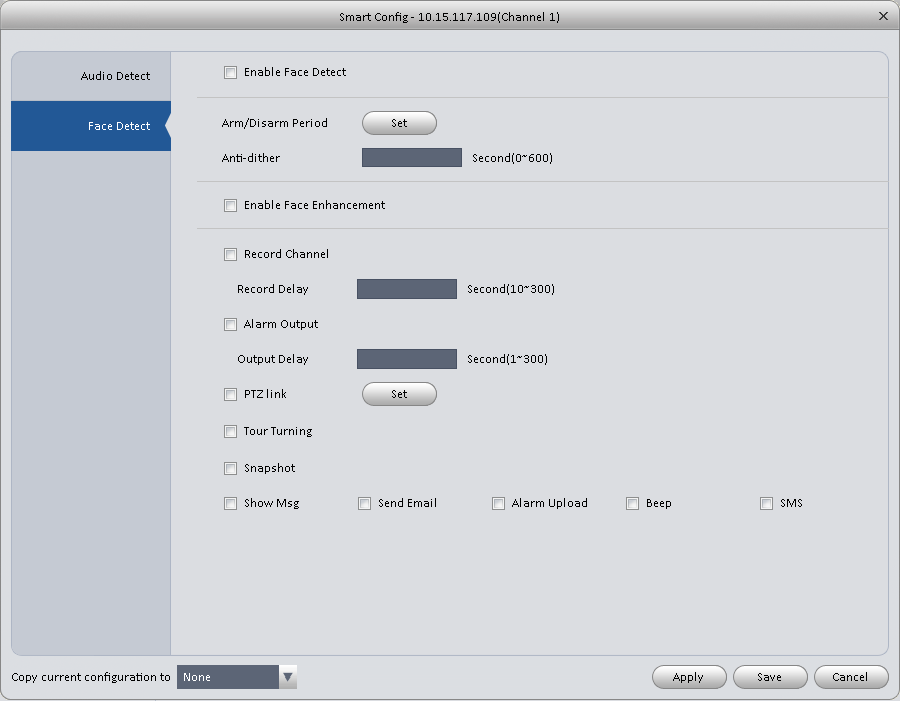 Smart Config - 10.15.117.109(Channel 1)
Audio Detect
Face Detect
Enable Face Detect
Arm/Disarm Period Set
Anti-dither Second(0~600)
Enable Face Enhancement
Record Channel
Record Delay Second(10~300)
Alarm Output
Output Delay Second(1~300)
PTZ link Set
Tour Turning
Snapshot
Show Msg Send Email Alarm Upload Beep SMS
Copy current configuration to None Apply Save Cancel